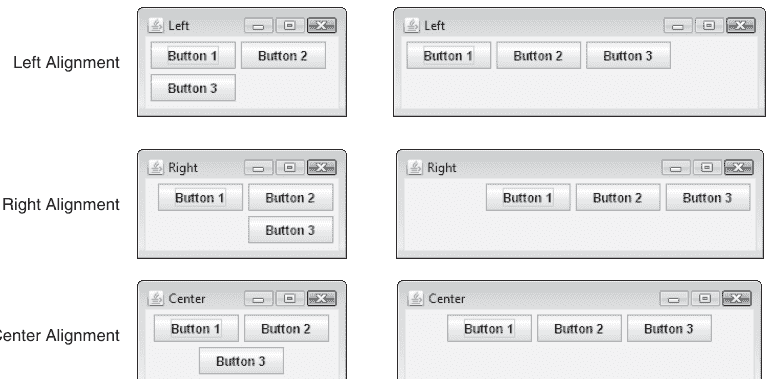 Left
Left
Left Alignment
Button 1 Button 2
Button 3
Button 1 Button 2 Button 3
Right
Right
Right Alignment
Button 1 Button 2
Button 3
Button 1 Button 2 Button 3
Center
Center
Center Alignment
Button 1 Button 2
Button 3
Button 1 Button 2 Button 3